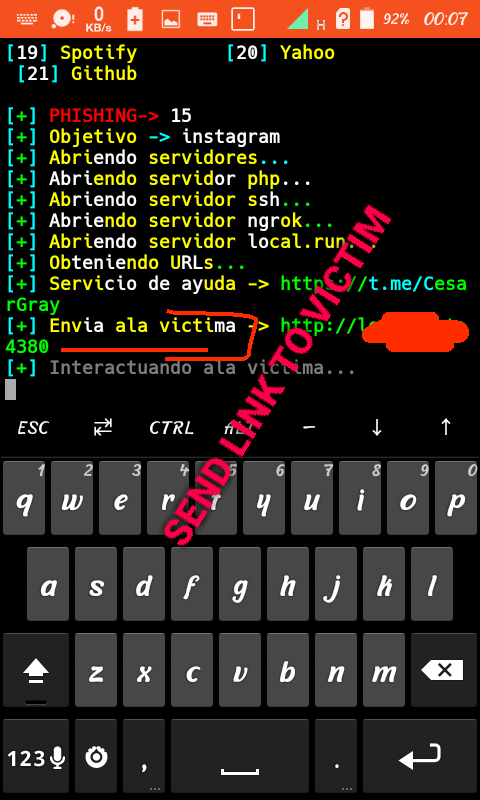 0
KB/s
H
92%
00:07
[19] Spotify [20] Yahoo
[21] Github
[+] PHISHING-> 15
[+] Objetivo -> instagram
[+] Abriendo servidores...
[+] Abriendo servidor php...
[+] Abriendo servidor ssh...
[+] Abriendo servidor ngrok...
[+] Abriendo servidor local.run...
[+] Obteniendo URLs...
[+] Servicio de ayuda -> https://t.me/Cesa
rGray
[+] Envia ala victima -> http://lo
4380
[+] Interactuando ala victima...
SEND LINK TO VICTIM
ESC CTRL ALT – ↓ ↑
1 2 3 4 5 6 7 8 9 0
q w e r t y u i o p
a s d f g h j k l
z x c v b n m
123 , .
... ...